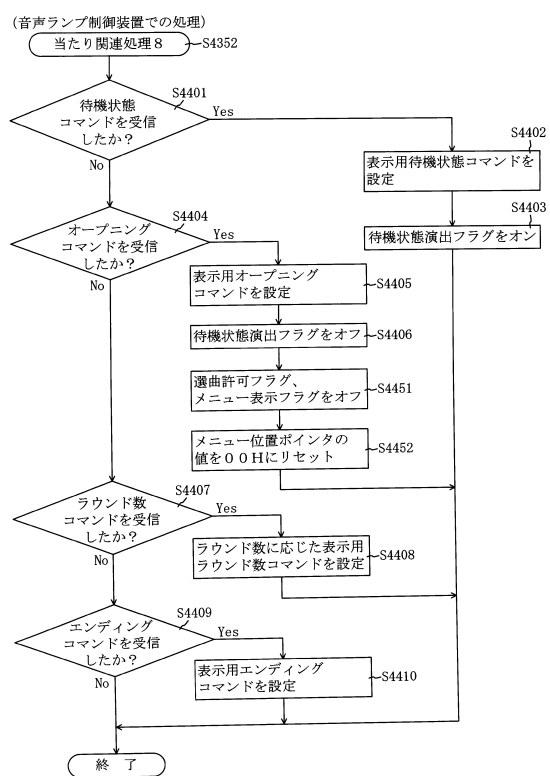 (音声ランプ制御装置での処理)
当たり関連処理8
S4352
S4401
待機状態
コマンドを受信
したか?
Yes
No
S4402
表示用待機状態コマンドを
設定
S4403
待機状態演出フラグをオン
S4404
オープニング
コマンドを受信
したか?
Yes
No
表示用オープニング
コマンドを設定
S4405
待機状態演出フラグをオフ
S4406
選曲許可フラグ、
メニュー表示フラグをオフ
S4451
メニュー位置ポインタの
値を00Hにリセット
S4452
S4407
ラウンド数
コマンドを受信
したか?
Yes
No
ラウンド数に応じた表示用
ラウンド数コマンドを設定
S4408
S4409
エンディング
コマンドを受信
したか?
Yes
No
表示用エンディング
コマンドを設定
S4410
終 了